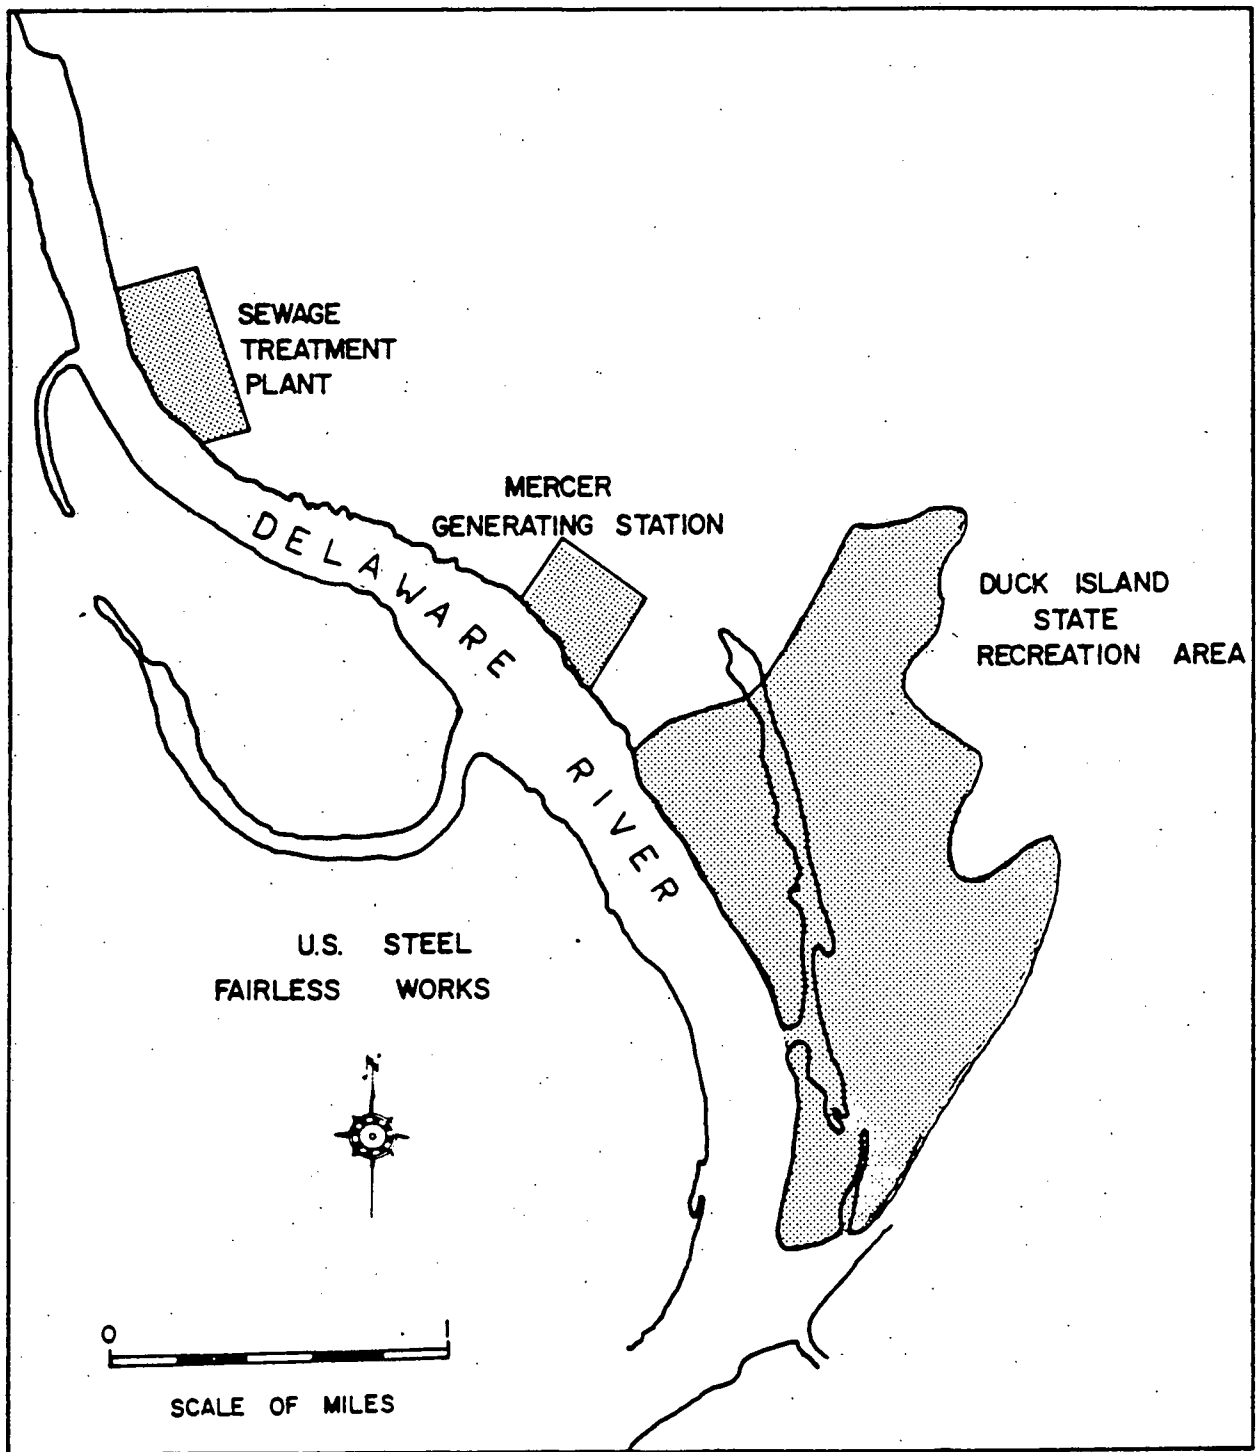 SEWAGE
TREATMENT
PLANT
MERCER
GENERATING STATION
DELAWARE RIVER
DUCK ISLAND
STATE
RECREATION AREA
U.S. STEEL
FAIRLESS WORKS
N
0 1
SCALE OF MILES